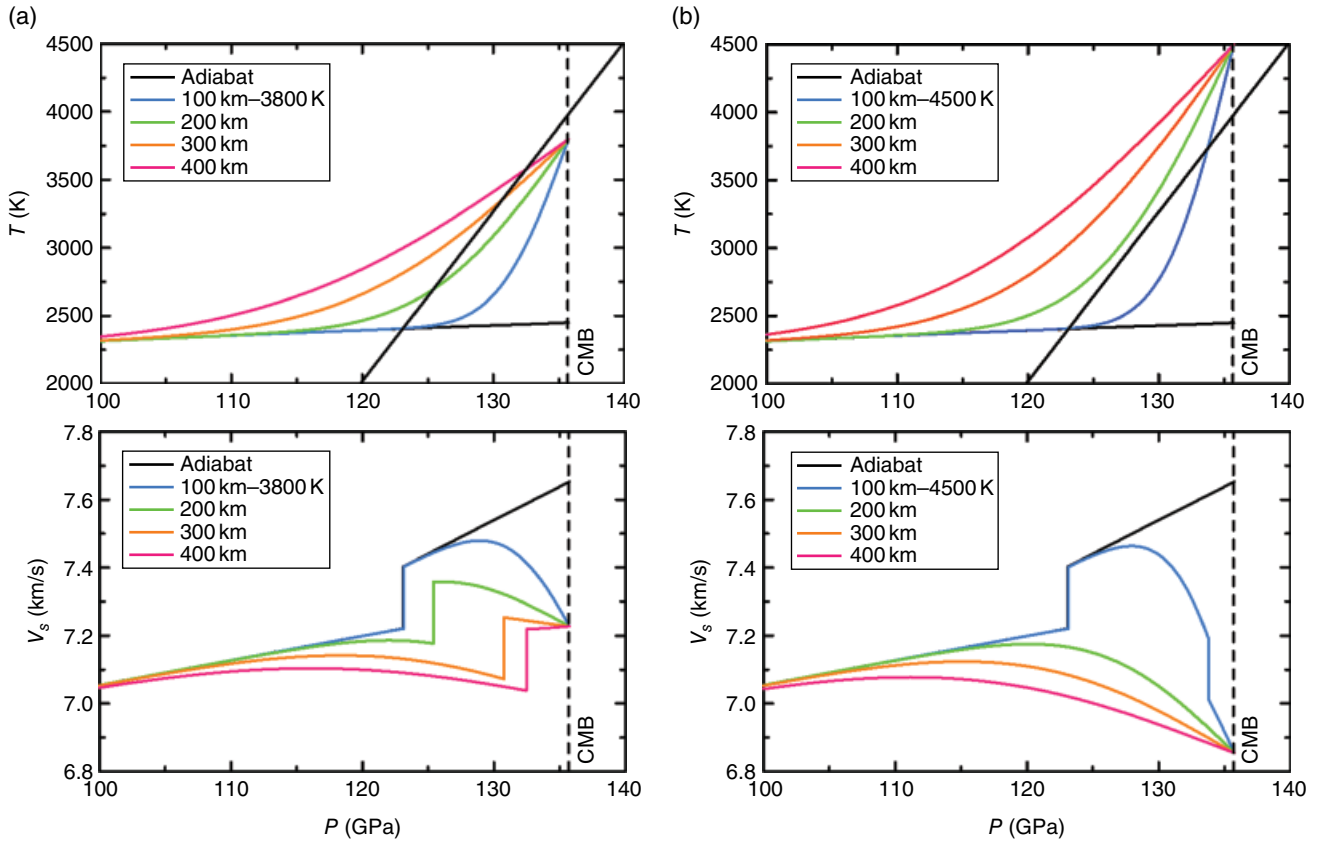 (a)
4500
4000
3500
3000
2500
2000
T (K)
Adiabat
100 km–3800 K
200 km
300 km
400 km
CMB
100
110
120
130
140
(b)
4500
4000
3500
3000
2500
2000
T (K)
Adiabat
100 km–4500 K
200 km
300 km
400 km
CMB
100
110
120
130
140
7.8
7.6
7.4
7.2
7.0
6.8
Vs (km/s)
Adiabat
100 km–3800 K
200 km
300 km
400 km
CMB
100
110
120
130
140
P (GPa)
7.8
7.6
7.4
7.2
7.0
6.8
Vs (km/s)
Adiabat
100 km–4500 K
200 km
300 km
400 km
CMB
100
110
120
130
140
P (GPa)